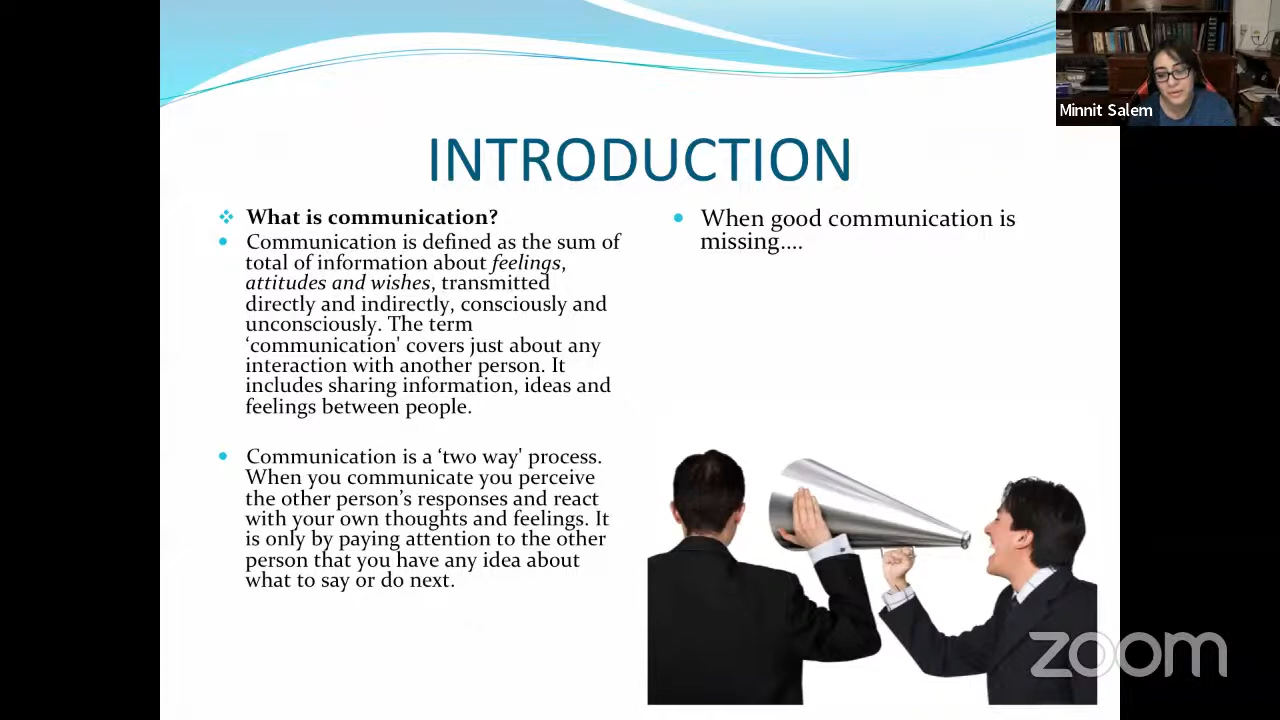 INTRODUCTION
What is communication?
Communication is defined as the sum of
total of information about feelings,
attitudes and wishes, transmitted
directly and indirectly, consciously and
unconsciously. The term
‘communication' covers just about any
interaction with another person. It
includes sharing information, ideas and
feelings between people.
Communication is a ‘two way' process.
When you communicate you perceive
the other person’s responses and react
with your own thoughts and feelings. It
is only by paying attention to the other
person that you have any idea about
what to say or do next.
When good communication is
missing....
Minnit Salem
zoom